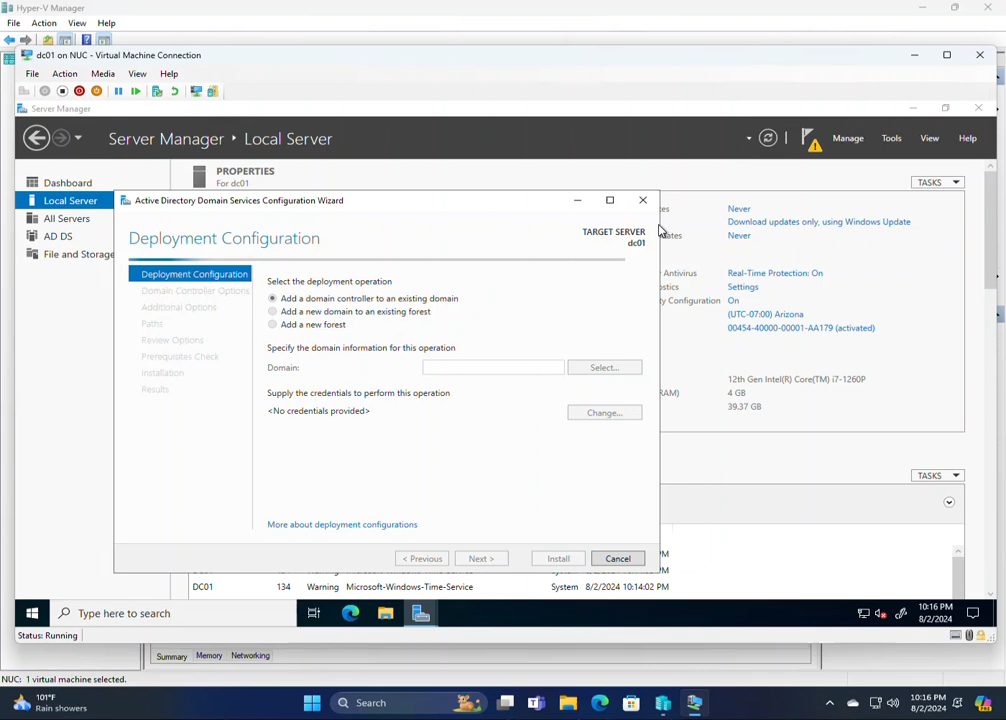 Hyper-V Manager
File Action View Help
dc01 on NUC - Virtual Machine Connection
File Action Media View Help
Server Manager
Server Manager ‣ Local Server
Manage Tools View Help
Dashboard
Local Server
All Servers
AD DS
File and Storage
PROPERTIES
For dc01
TASKS
Never
Download updates only, using Windows Update
Never
Antivirus
Real-Time Protection: On
Settings
Configuration
On
(UTC-07:00) Arizona
00454-40000-00001-AA179 (activated)
12th Gen Intel(R) Core(TM) i7-1260P
4 GB
39.37 GB
TASKS
Active Directory Domain Services Configuration Wizard
Deployment Configuration
TARGET SERVER
dc01
Deployment Configuration
Domain Controller Options
Additional Options
Paths
Review Options
Prerequisites Check
Installation
Results
Select the deployment operation
Add a domain controller to an existing domain
Add a new domain to an existing forest
Add a new forest
Specify the domain information for this operation
Domain:
Select...
Supply the credentials to perform this operation
<No credentials provided>
Change...
More about deployment configurations
< Previous
Next >
Install
Cancel
DC01 134 Warning Microsoft-Windows-Time-Service System 8/2/2024 10:14:02 PM
Type here to search
10:16 PM
8/2/2024
Status: Running
Summary Memory Networking
NUC: 1 virtual machine selected.
101°F
Rain showers
Search
10:16 PM
8/2/2024